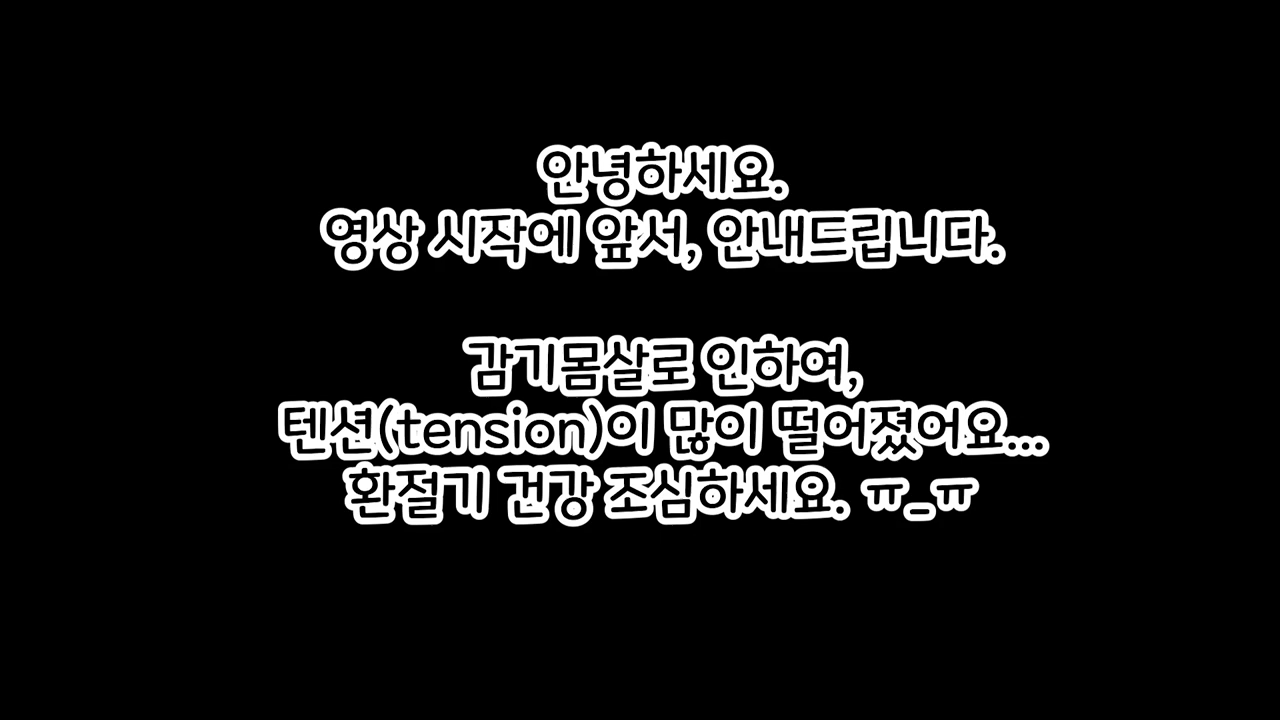 안녕하세요.
영상 시작에 앞서, 안내드립니다.
감기몸살로 인하여,
텐션(tension)이 많이 떨어졌어요...
환절기 건강 조심하세요. ㅠ_ㅠ